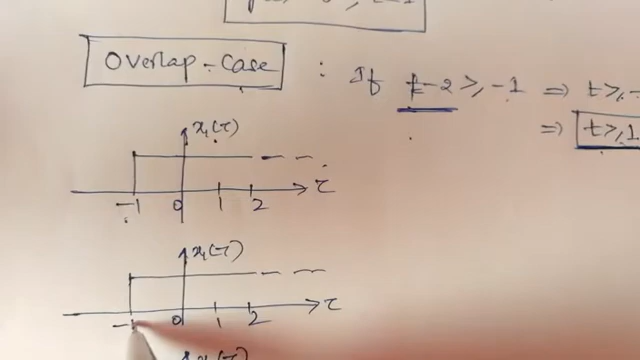 Overlap-Case : If t-2 ≥ -1 ⇒ t ≥
⇒ t ≥ 1
x₁(τ)
-1 0 1 2 τ
x₁(τ)
-1 0 1 2 τ